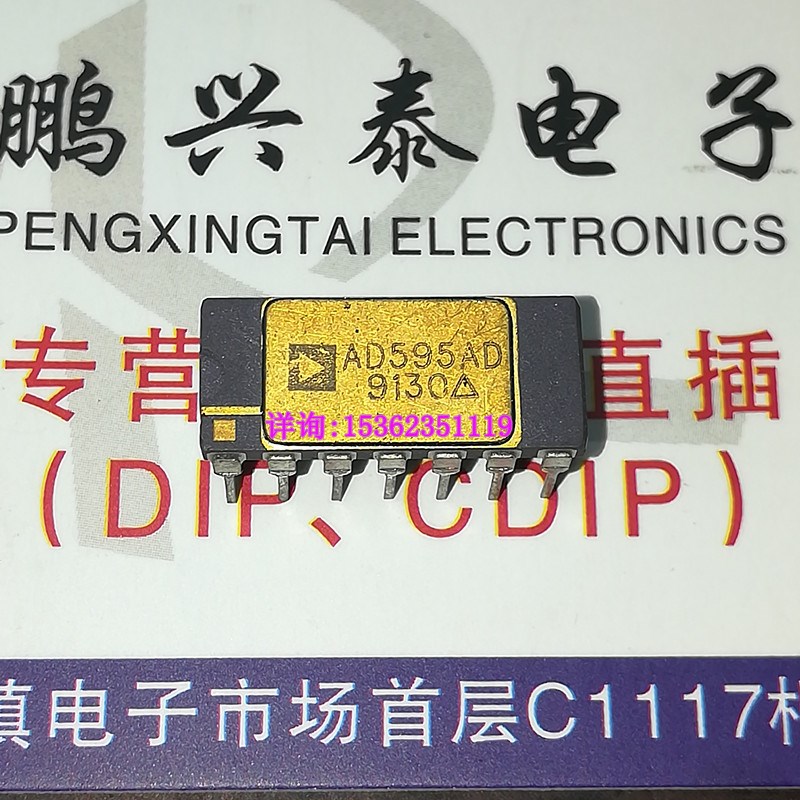 鹏兴泰电子
PENGXINGTAI ELECTRONICS
专营 直插
AD595AD
9130
详询:15362351119
(DIP、CDIP)
镇电子市场首层C1117